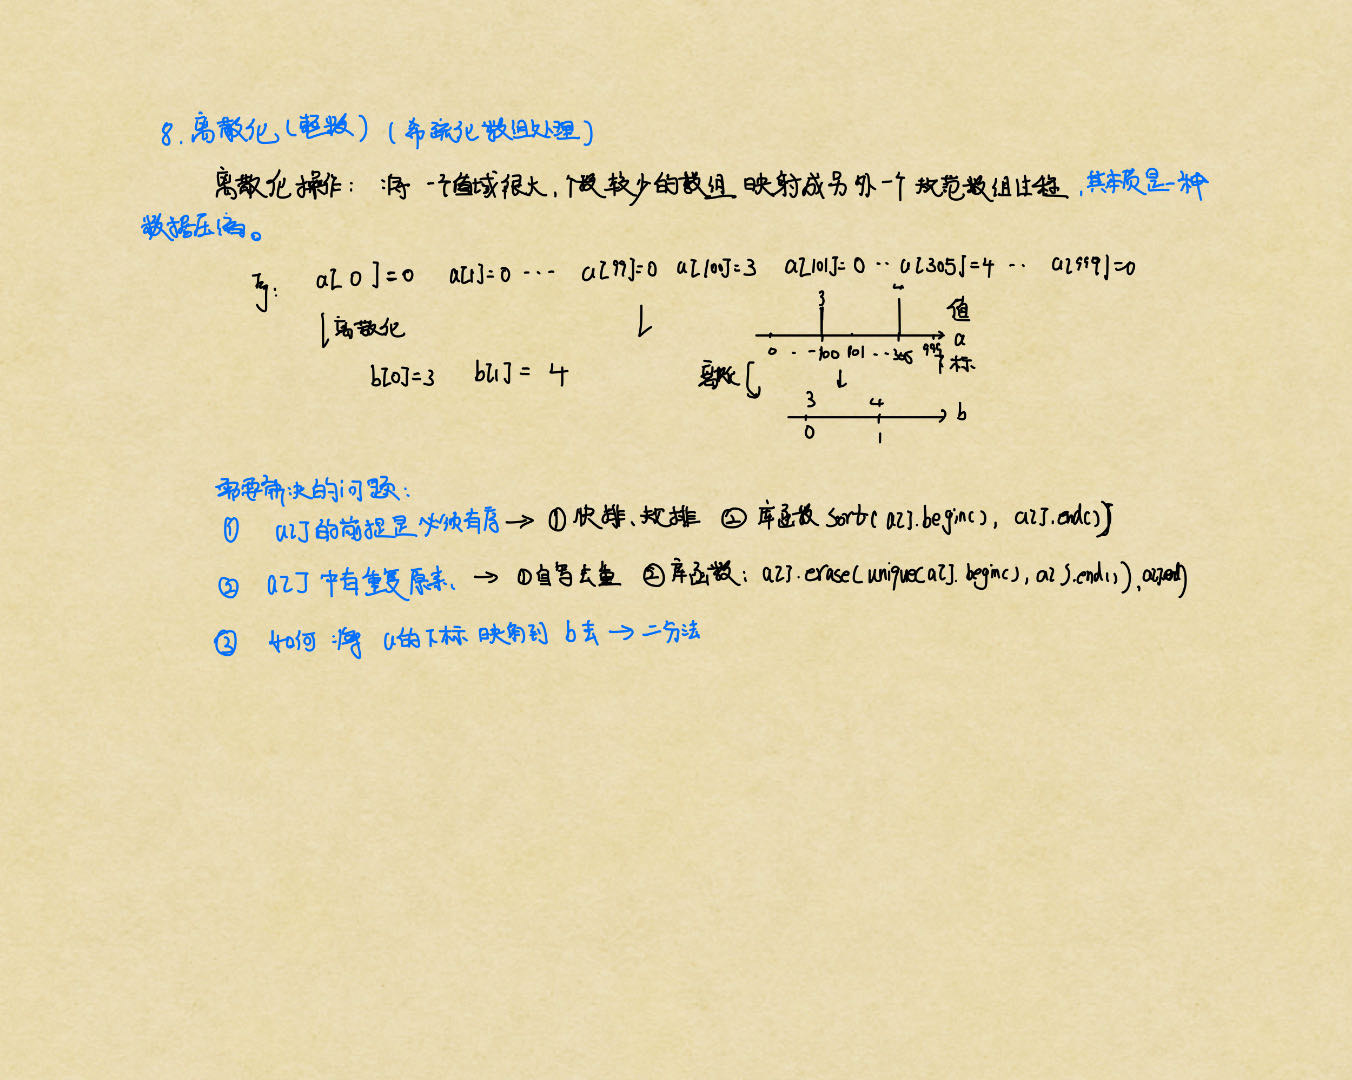 8. 离散化 (整数) (稀疏化数组处理)
离散化操作: 将一个值域很大, 个数较少的数组 映射成另外一个 规范数组注释, 其本质是一种
数据压缩。
Eg: a[0]=0 a[1]=0 ... a[99]=0 a[100]=3 a[101]=0 .. a[305]=4 .. a[999]=0
↓离散化 ↓
3 4 值
a
0 .. 100 101 .. 305 999 下标
b[0]=3 b[1]=4
离散 ↓
3 4 b
0 1
需要解决的问题:
① a[]的前提是必须有序 → ①快排、归排 ② 库函数 sort(a[].begin(), a[].end())
② a[]中有重复原素、 → ①自写去重 ②库函数: a[].erase(unique(a[].begin(), a[].end()), a[].end)
③ 如何将 a的下标映射到 b去 → 二分法